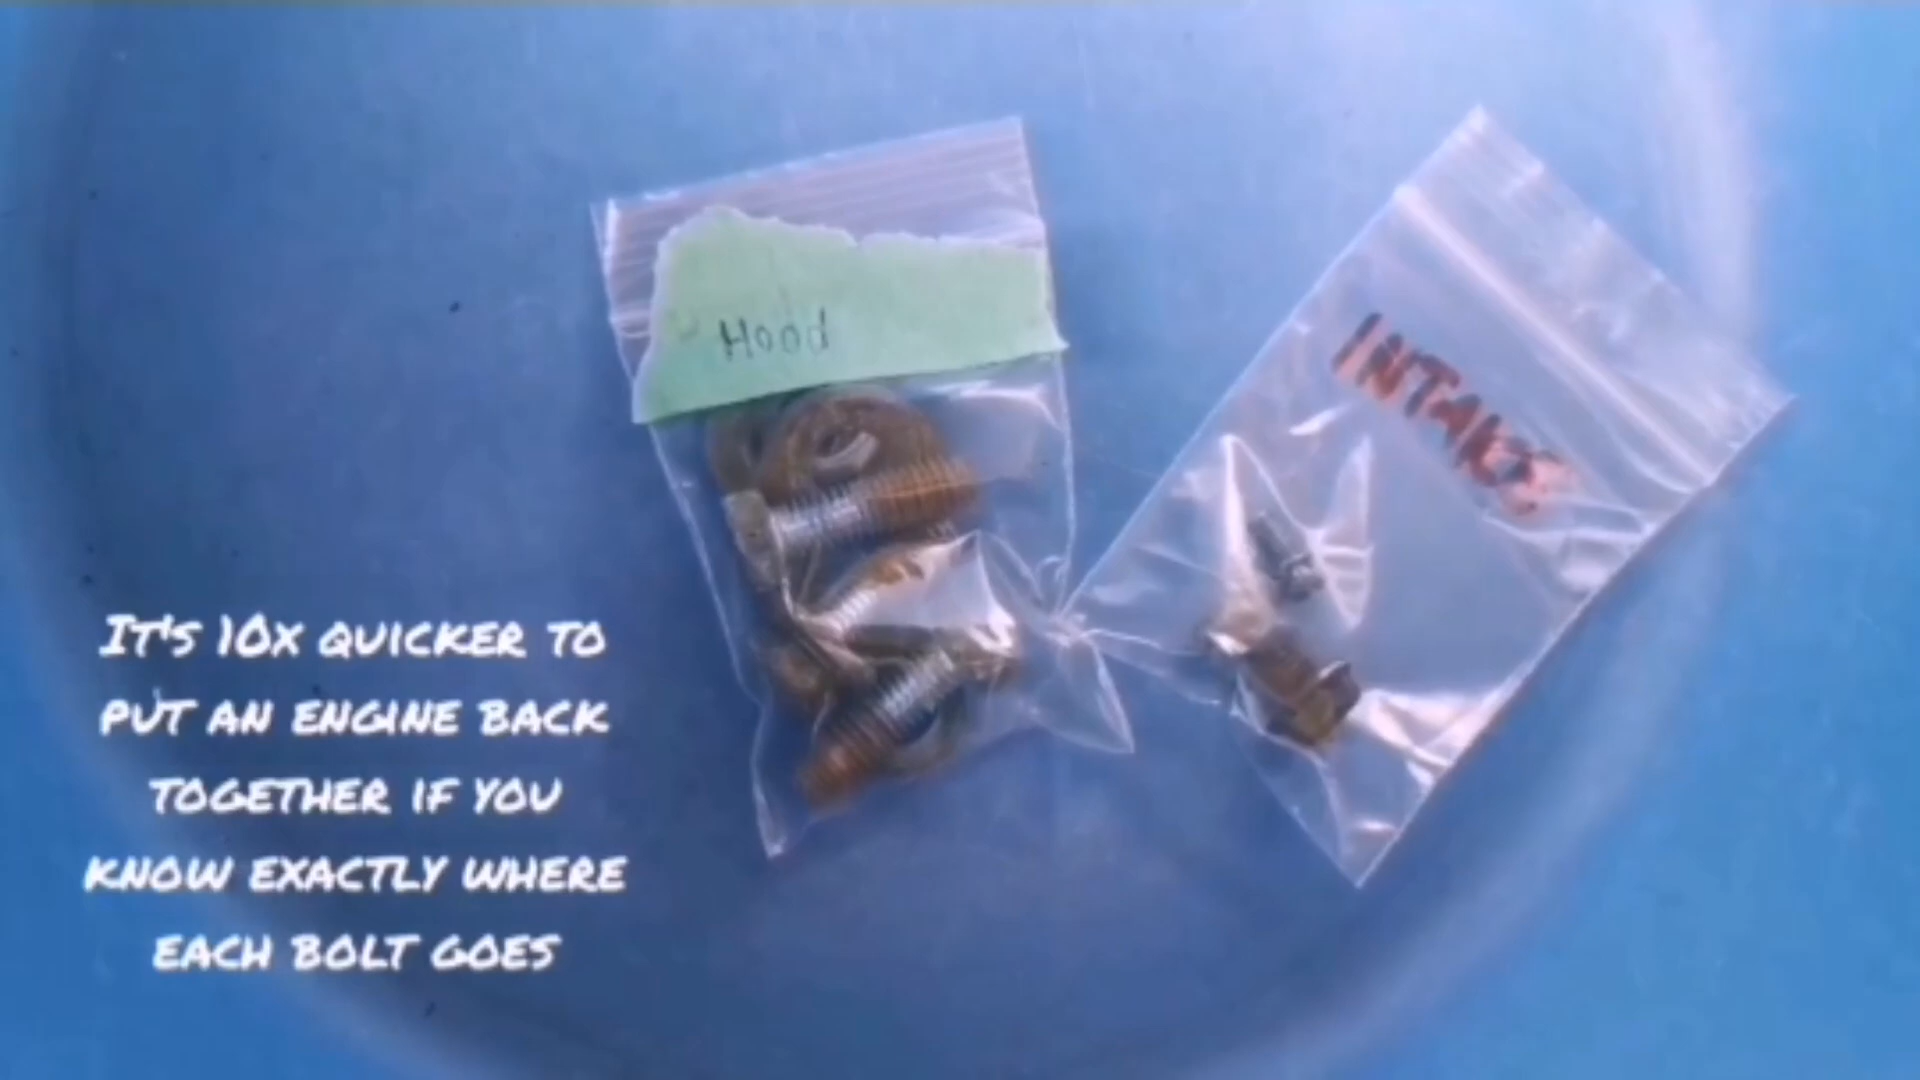 Hood
INTAKE
It's 10x quicker to
put an engine back
together if you
know exactly where
each bolt goes